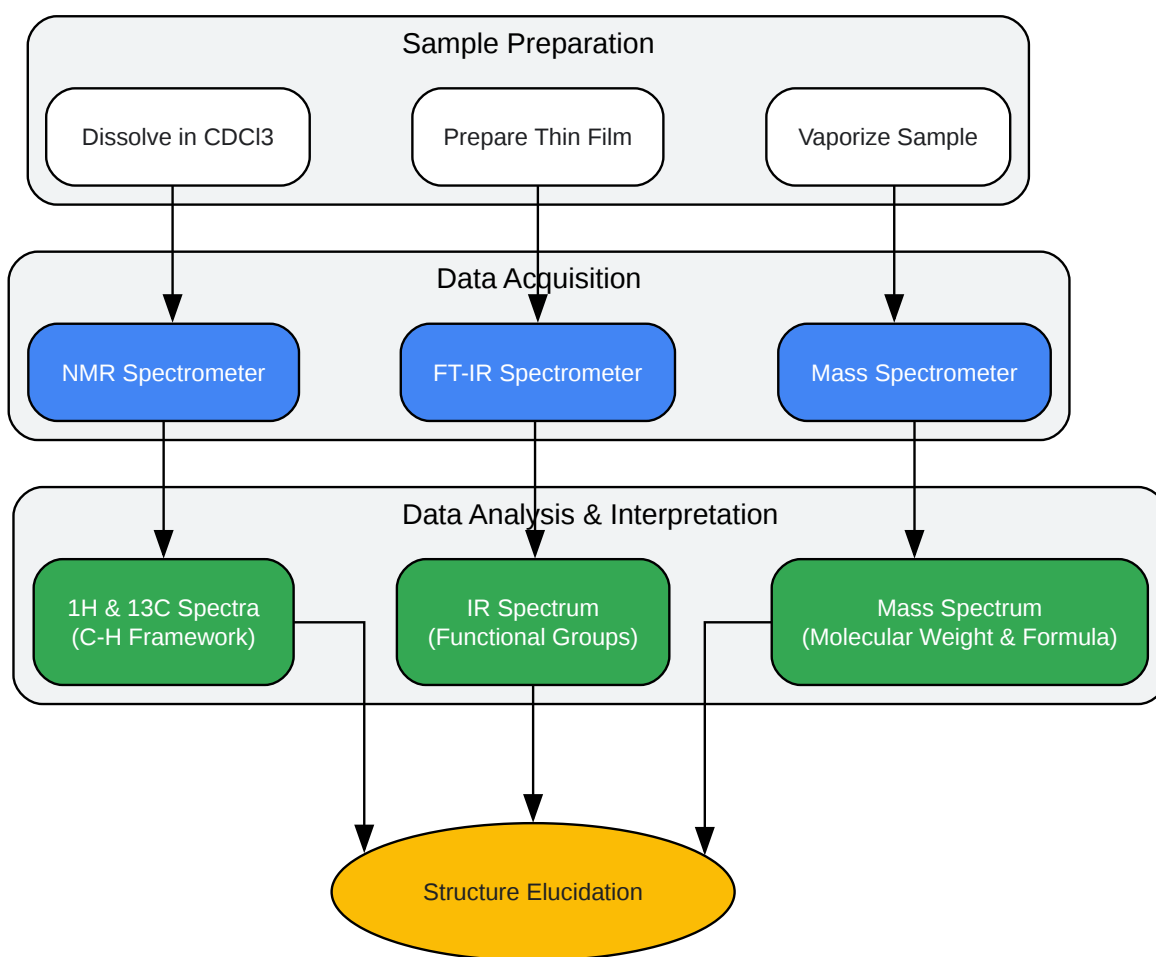 Sample Preparation
Dissolve in CDCl3
Prepare Thin Film
Vaporize Sample
Data Acquisition
NMR Spectrometer
FT-IR Spectrometer
Mass Spectrometer
Data Analysis & Interpretation
1H & 13C Spectra
(C-H Framework)
IR Spectrum
(Functional Groups)
Mass Spectrum
(Molecular Weight & Formula)
Structure Elucidation